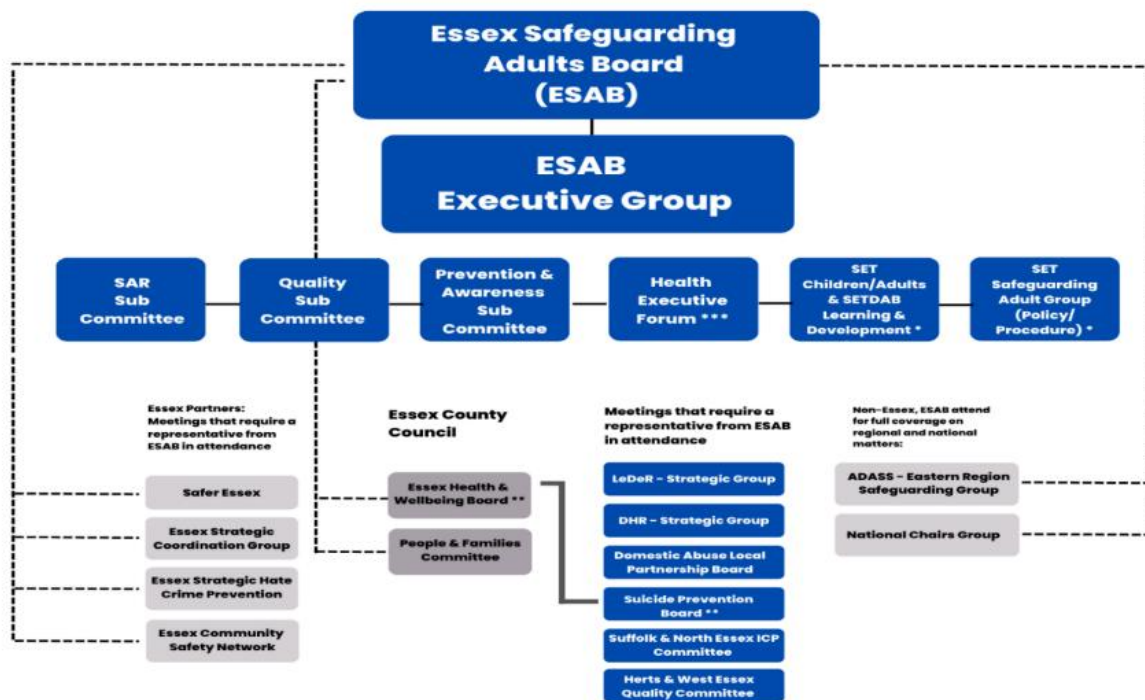 Essex Safeguarding
Adults Board
(ESAB)
ESAB
Executive Group
SAR
Sub
Committee
Quality
Sub
Committee
Prevention &
Awareness
Sub
Committee
Health
Executive
Forum ***
SET
Children/Adults
& SETDAB
Learning &
Development *
SET
Safeguarding
Adult Group
(Policy/
Procedure) *
Essex Partners:
Meetings that require a
representative from
ESAB in attendance
Safer Essex
Essex Strategic
Coordination Group
Essex Strategic Hate
Crime Prevention
Essex Community
Safety Network
Essex County
Council
Essex Health &
Wellbeing Board **
People & Families
Committee
Meetings that require a
representative from ESAB
in attendance
LeDeR - Strategic Group
DHR - Strategic Group
Domestic Abuse Local
Partnership Board
Suicide Prevention
Board **
Suffolk & North Essex ICP
Committee
Herts & West Essex
Quality Committee
Non-Essex, ESAB attend
for full coverage on
regional and national
matters:
ADASS - Eastern Region
Safeguarding Group
National Chairs Group